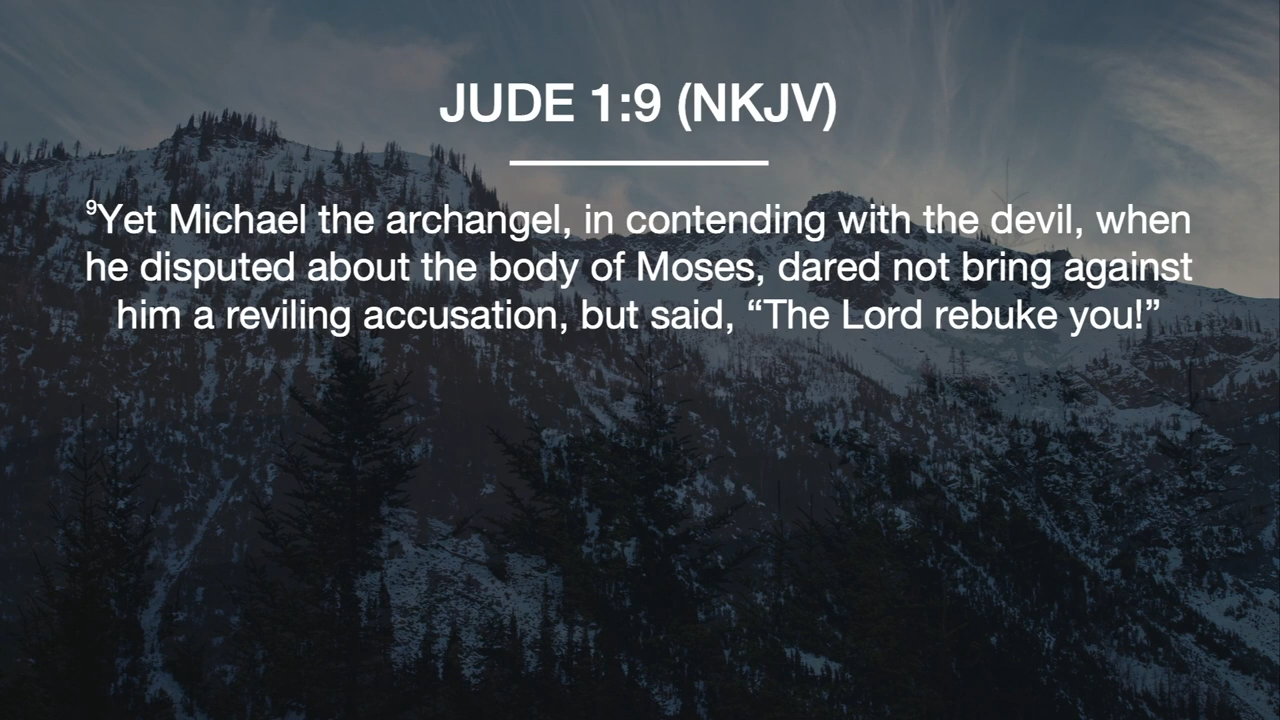 JUDE 1:9 (NKJV)
⁹Yet Michael the archangel, in contending with the devil, when
he disputed about the body of Moses, dared not bring against
him a reviling accusation, but said, “The Lord rebuke you!”